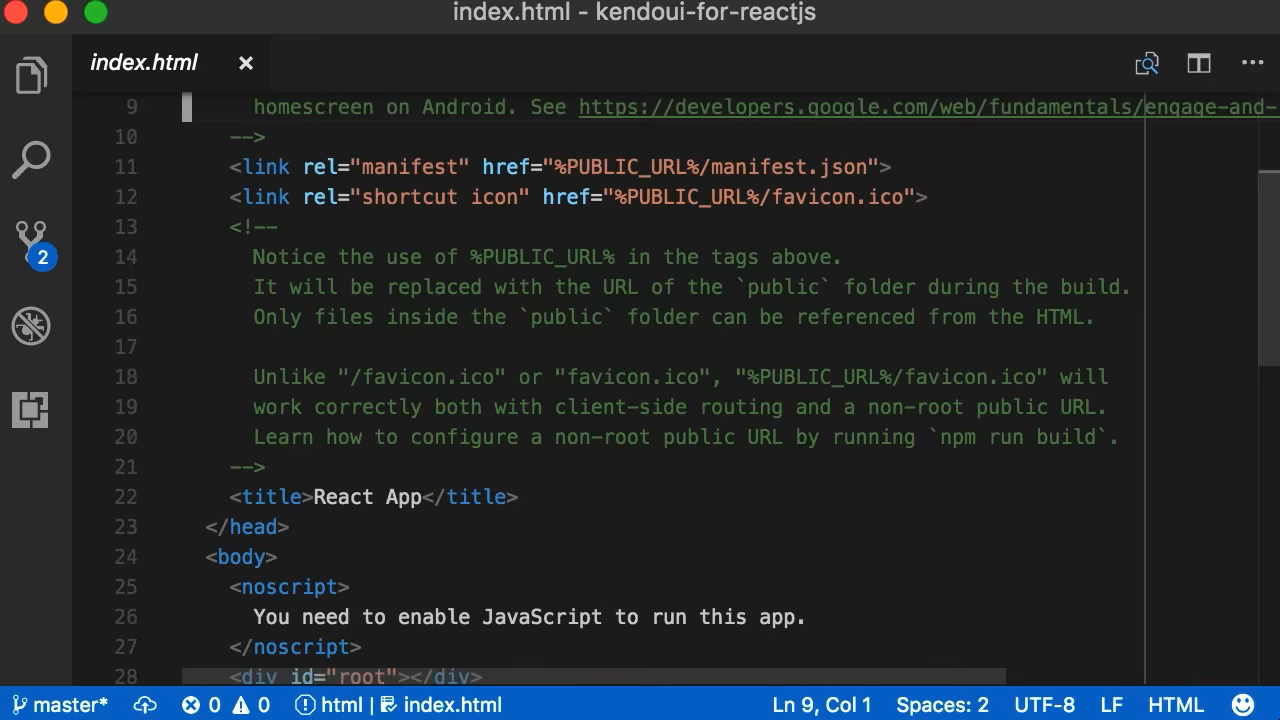 index.html - kendoui-for-reactjs
index.html ×
9 homescreen on Android. See https://developers.google.com/web/fundamentals/engage-and-
10 -->
11 <link rel="manifest" href="%PUBLIC_URL%/manifest.json">
12 <link rel="shortcut icon" href="%PUBLIC_URL%/favicon.ico">
13 <!--
14 Notice the use of %PUBLIC_URL% in the tags above.
15 It will be replaced with the URL of the `public` folder during the build.
16 Only files inside the `public` folder can be referenced from the HTML.
17
18 Unlike "/favicon.ico" or "favicon.ico", "%PUBLIC_URL%/favicon.ico" will
19 work correctly both with client-side routing and a non-root public URL.
20 Learn how to configure a non-root public URL by running `npm run build`.
21 -->
22 <title>React App</title>
23 </head>
24 <body>
25 <noscript>
26 You need to enable JavaScript to run this app.
27 </noscript>
28 <div id="root"></div>
2
master* 0 0 html | index.html Ln 9, Col 1 Spaces: 2 UTF-8 LF HTML